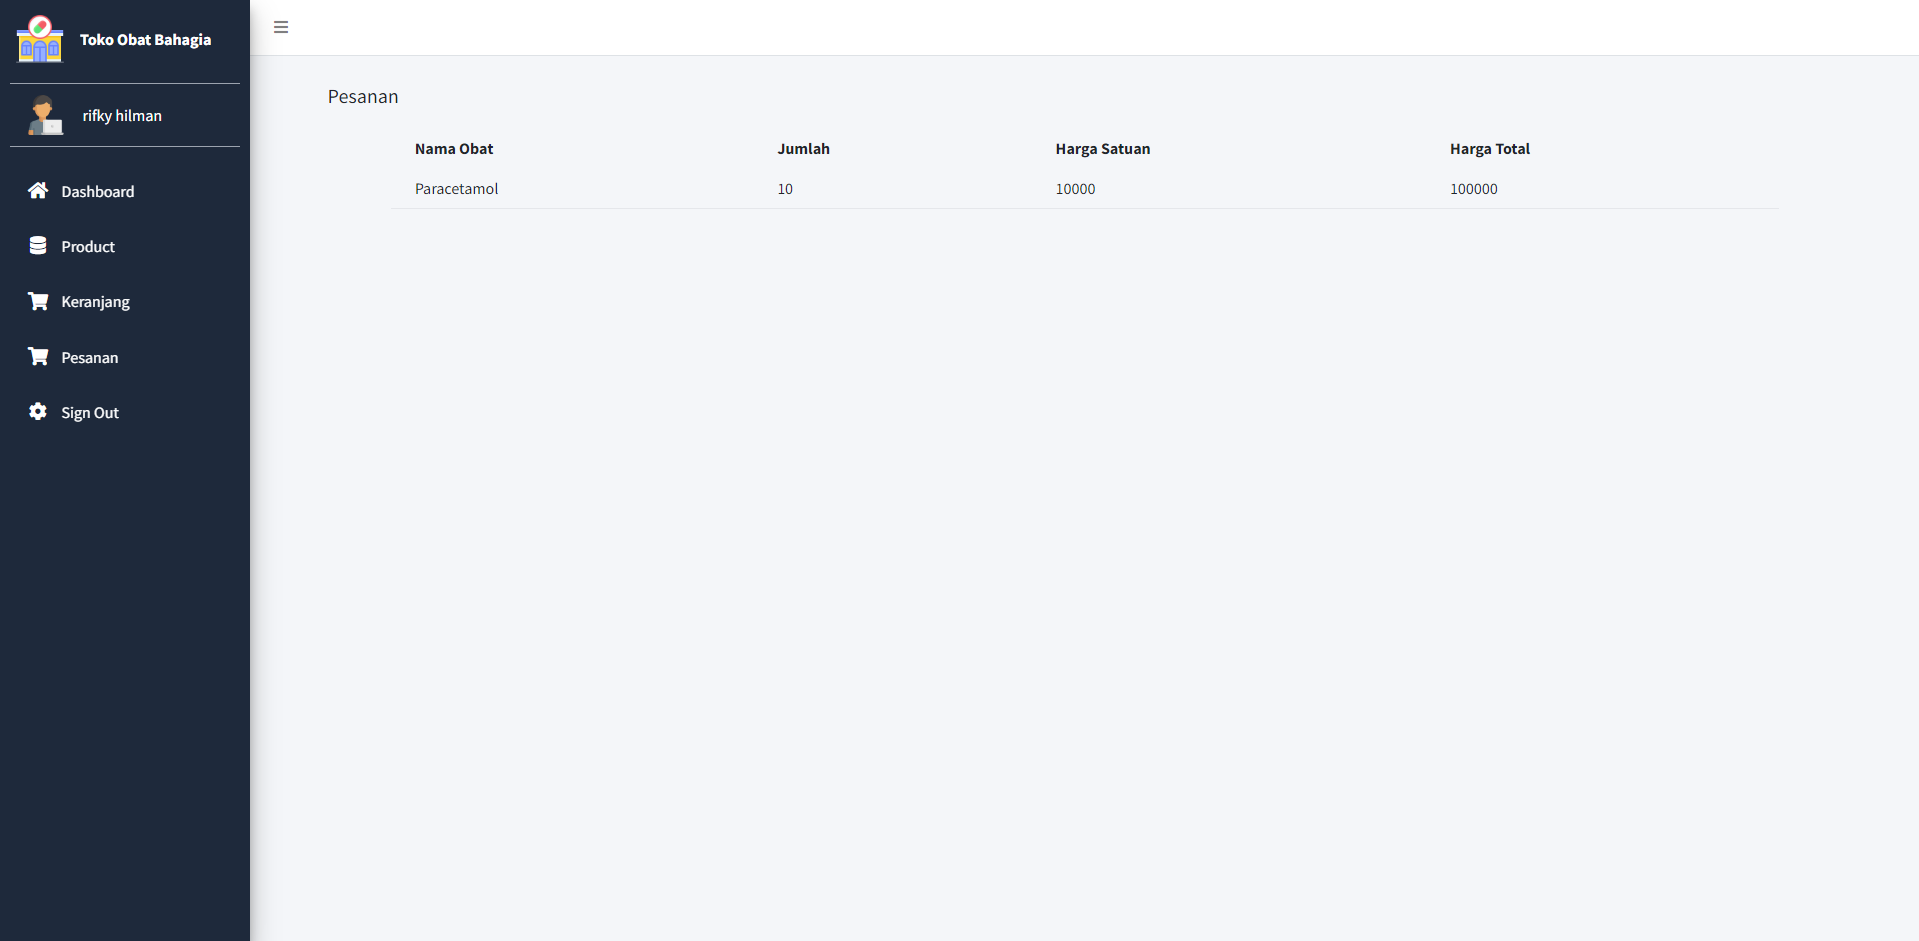 Toko Obat Bahagia
rifky hilman
Dashboard
Product
Keranjang
Pesanan
Sign Out
Pesanan
Nama Obat Jumlah Harga Satuan Harga Total
Paracetamol 10 10000 100000